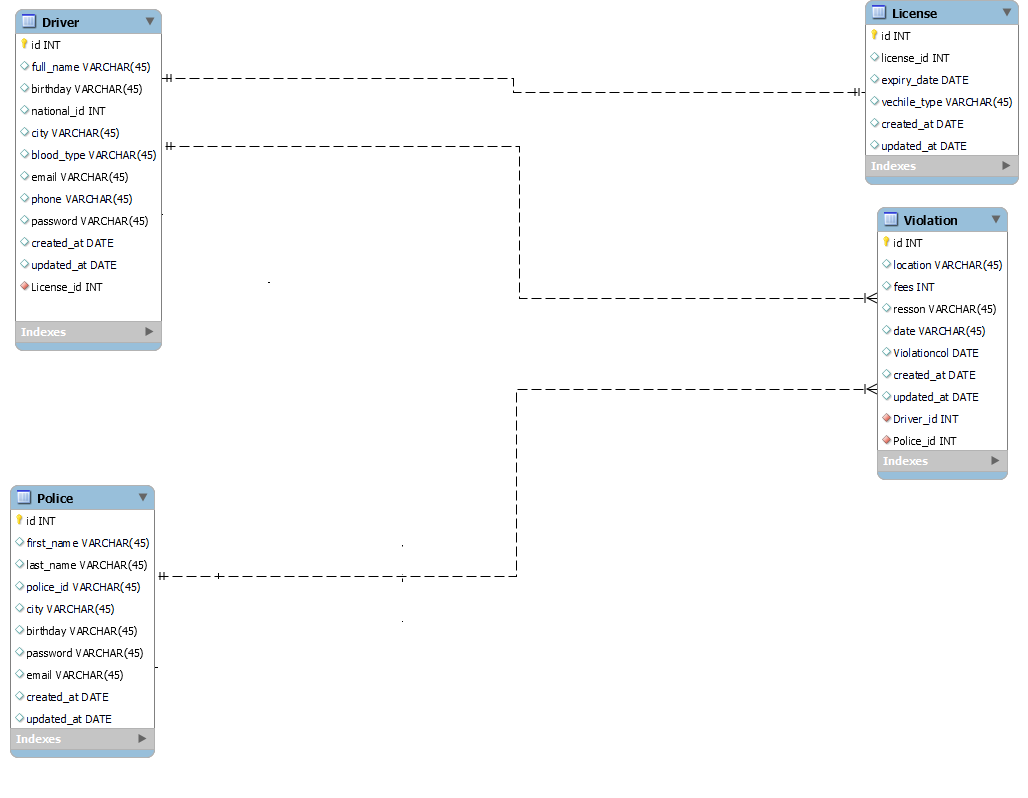 Driver
id INT
full_name VARCHAR(45)
birthday VARCHAR(45)
national_id INT
city VARCHAR(45)
blood_type VARCHAR(45)
email VARCHAR(45)
phone VARCHAR(45)
password VARCHAR(45)
created_at DATE
updated_at DATE
License_id INT
Indexes
License
id INT
license_id INT
expiry_date DATE
vechile_type VARCHAR(45)
created_at DATE
updated_at DATE
Indexes
Violation
id INT
location VARCHAR(45)
fees INT
resson VARCHAR(45)
date VARCHAR(45)
Violationcol DATE
created_at DATE
updated_at DATE
Driver_id INT
Police_id INT
Indexes
Police
id INT
first_name VARCHAR(45)
last_name VARCHAR(45)
police_id VARCHAR(45)
city VARCHAR(45)
birthday VARCHAR(45)
password VARCHAR(45)
email VARCHAR(45)
created_at DATE
updated_at DATE
Indexes